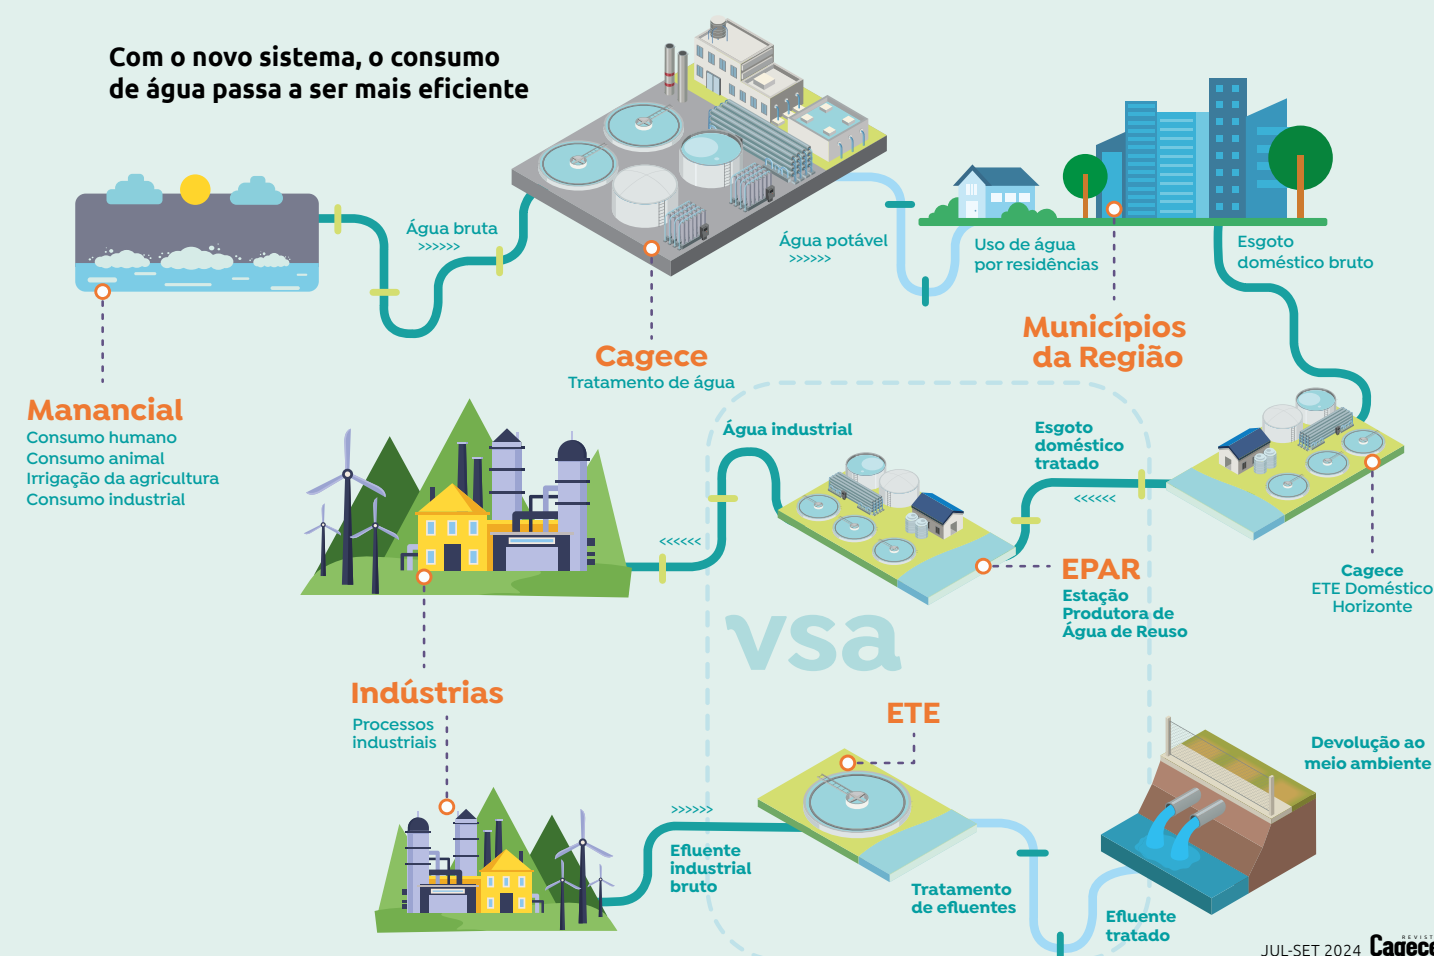 Com o novo sistema, o consumo
de água passa a ser mais eficiente
Água bruta
>>>>>>
Água potável
>>>>>>
Uso de água
por residências
Esgoto
doméstico bruto
Municípios
da Região
Cagece
Tratamento de água
Manancial
Consumo humano
Consumo animal
Irrigação da agricultura
Consumo industrial
Água industrial
<<<<<<
Esgoto
doméstico
tratado
<<<<<<
EPAR
Estação
Produtora de
Água de Reuso
Cagece
ETE Doméstico
Horizonte
vsa
Indústrias
Processos
industriais
ETE
Devolução ao
meio ambiente
>>>>>>
Efluente
industrial
bruto
Tratamento
de efluentes
Efluente
tratado
JUL-SET 2024
Cagece